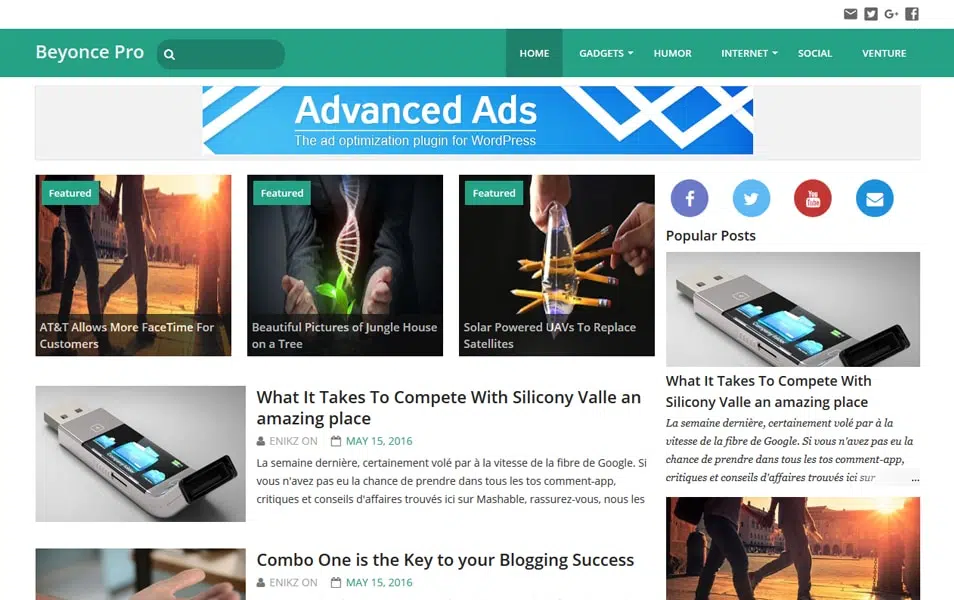 Beyonce Pro
HOME
GADGETS
HUMOR
INTERNET
SOCIAL
VENTURE
Advanced Ads
The ad optimization plugin for WordPress
Featured
AT&T Allows More FaceTime For
Customers
Featured
Beautiful Pictures of Jungle House
on a Tree
Featured
Solar Powered UAVs To Replace
Satellites
What It Takes To Compete With Silicony Valle an
amazing place
ENIKZ ON MAY 15, 2016
La semaine dernière, certainement volé par à la vitesse de la fibre de Google. Si
vous n'avez pas eu la chance de prendre dans tous les tos comment-app,
critiques et conseils d'affaires trouvés ici sur Mashable, rassurez-vous, nous les
Combo One is the Key to your Blogging Success
ENIKZ ON MAY 15, 2016
You
Tube
Popular Posts
What It Takes To Compete With
Silicony Valle an amazing place
La semaine dernière, certainement volé par à la
vitesse de la fibre de Google. Si vous n'avez pas eu la
chance de prendre dans tous les tos comment-app,
critiques et conseils d'affaires trouvés ici sur ...